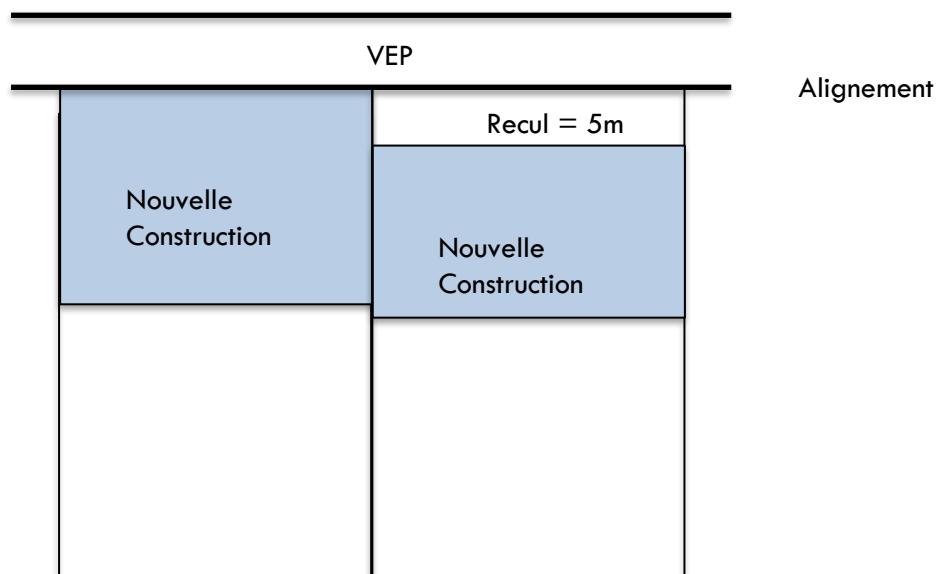 VEP
Alignement
Recul = 5m
Nouvelle
Construction
Nouvelle
Construction